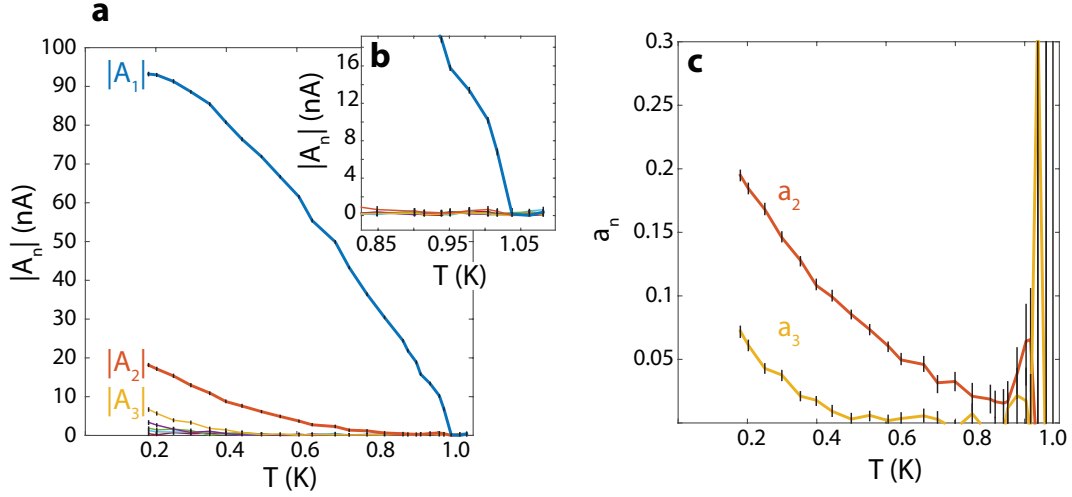 a
100
90
80
70
60
50
40
30
20
10
0
|Aₙ| (nA)
|A₁|
|A₂|
|A₃|
0.2
0.4
0.6
0.8
1.0
T (K)
b
16
12
8
4
0
|Aₙ| (nA)
0.85
0.95
1.05
T (K)
c
0.3
0.25
0.2
0.15
0.1
0.05
aₙ
a₂
a₃
0.2
0.4
0.6
0.8
1.0
T (K)